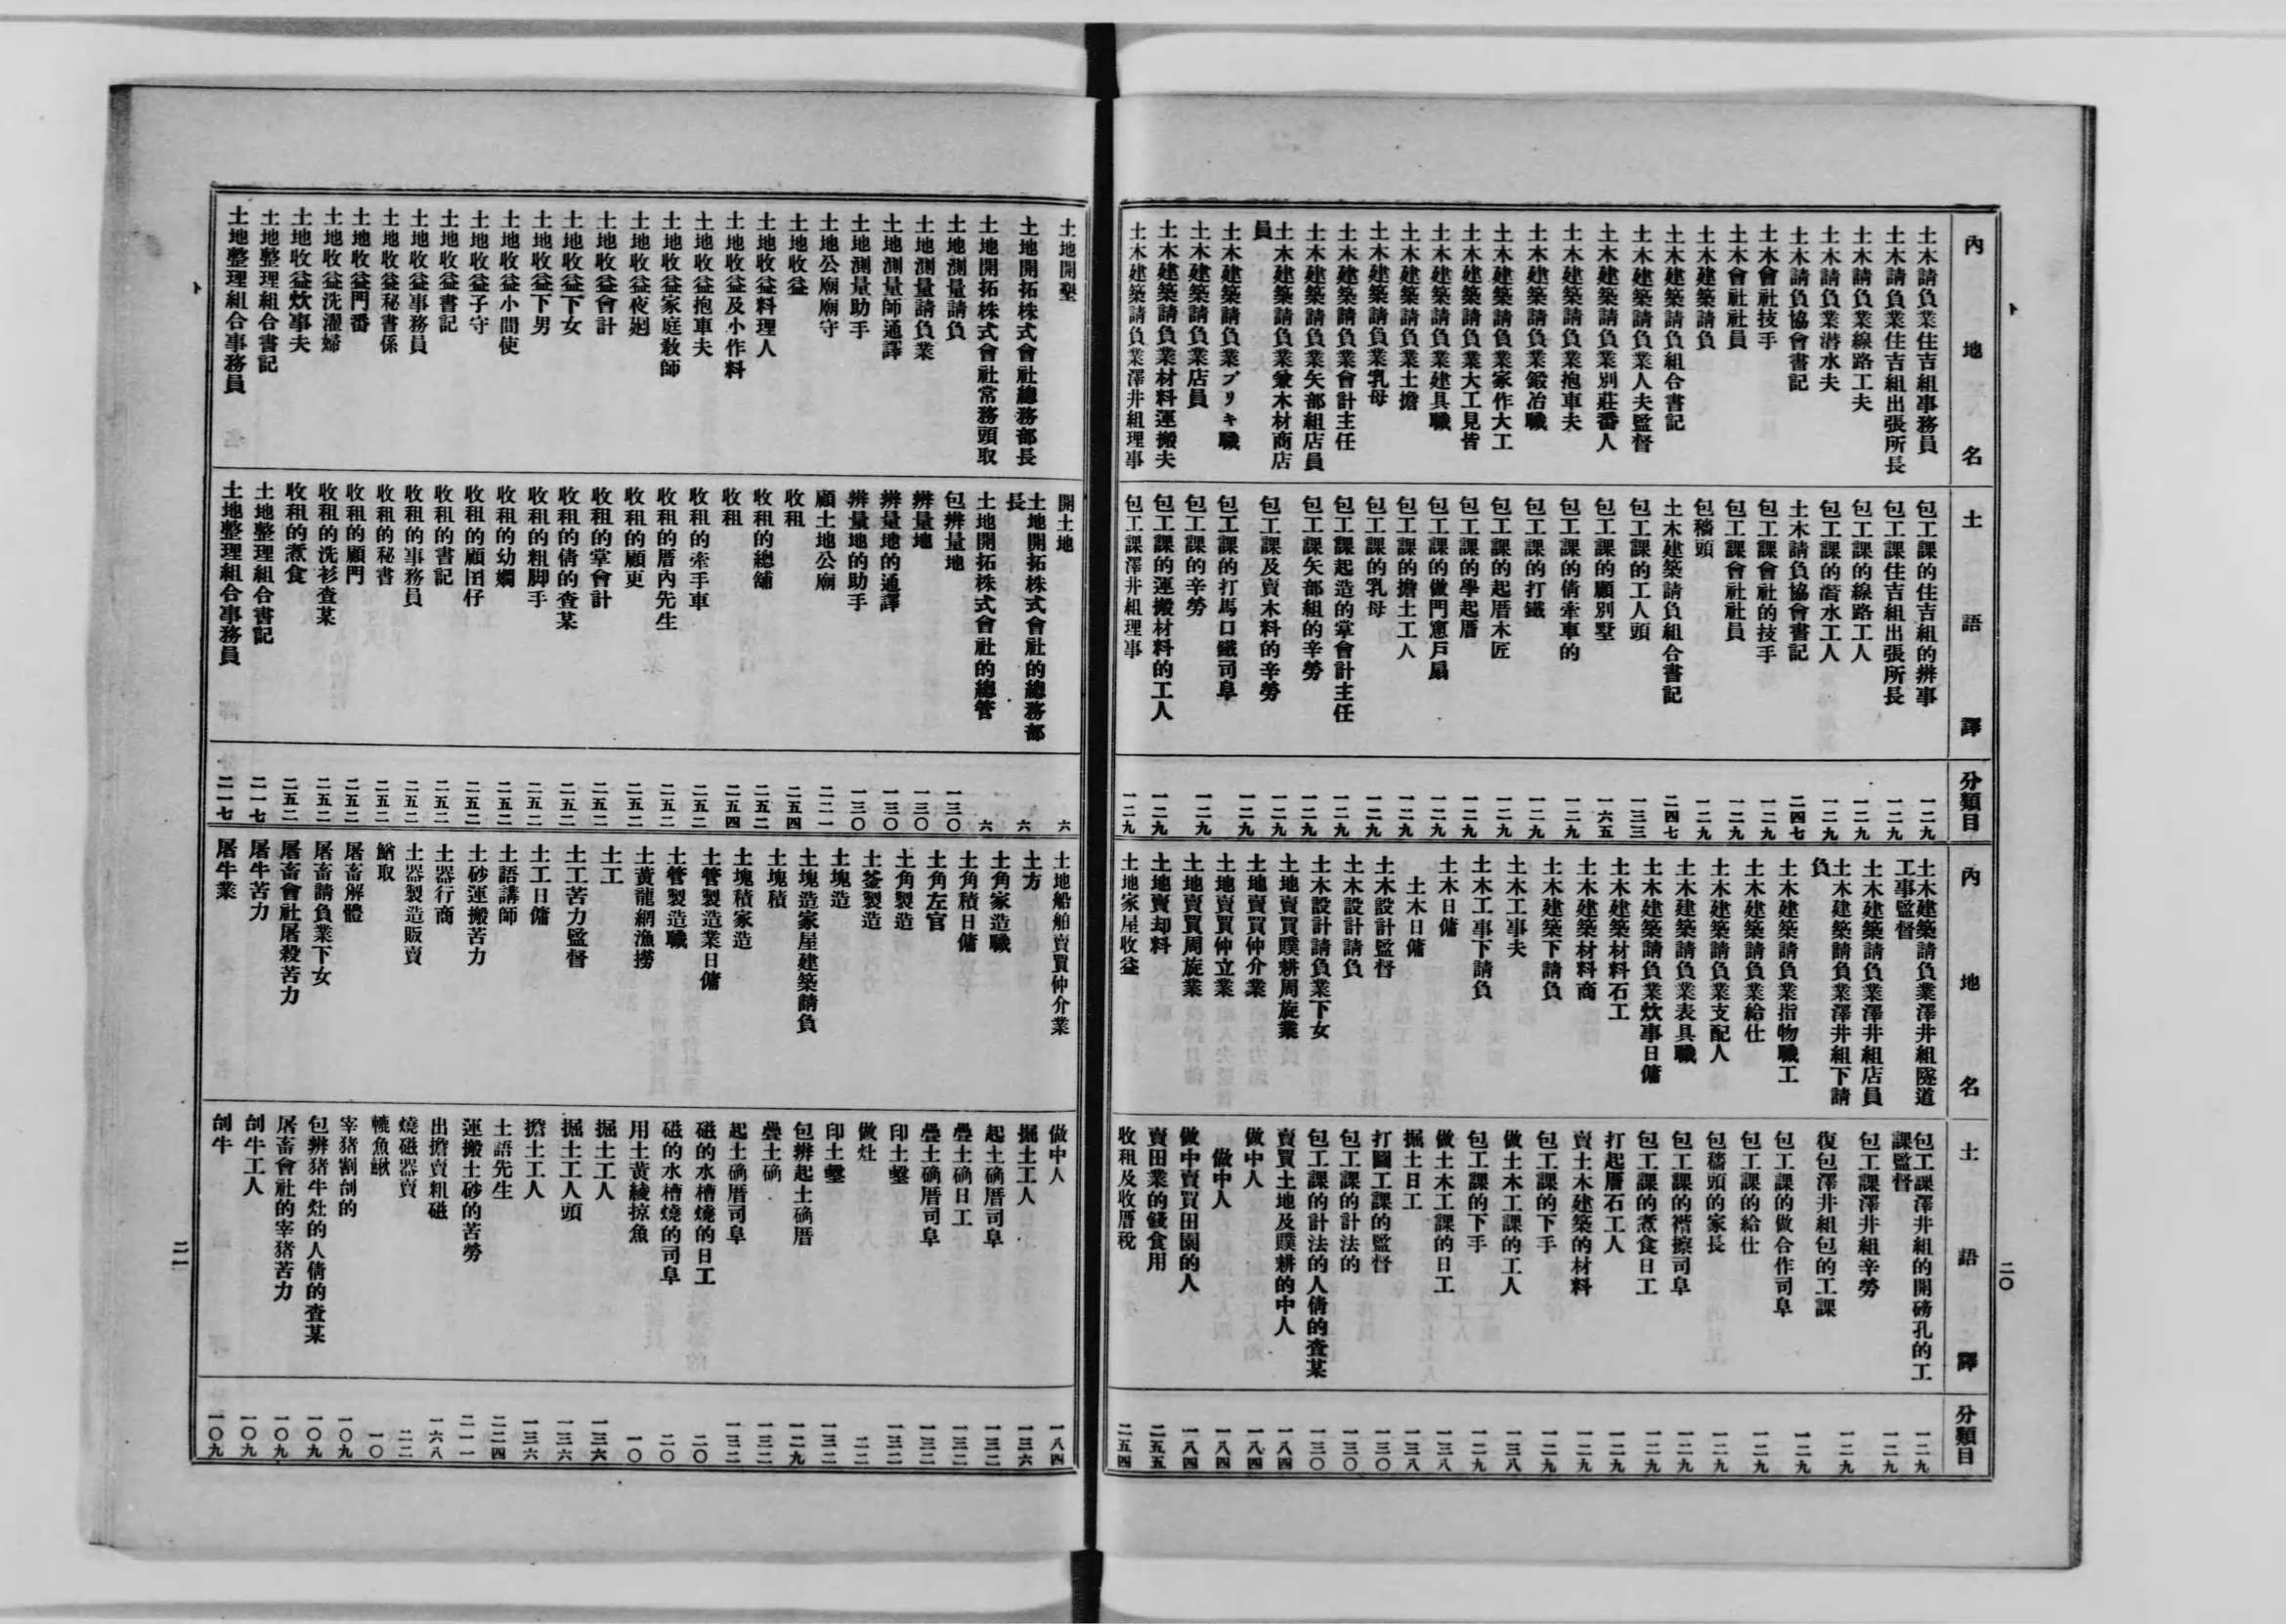 ト
內地名
土木請負業住吉組事務員
土木請負業住吉組出張所長
土木請負業線路工夫
土木請負業潜水夫
土木請負協會書記
土木會社技手
土木會社社員
土木建築請負
土木建築請負組合書記
土木建築請負業人夫監督
土木建築請負業別莊番人
土木建築請負業抱車夫
土木建築請負業鍛冶職
土木建築請負業家作大工
土木建築請負業大工見皆
土木建築請負業建具職
土木建築請負業土擔
土木建築請負業乳母
土木建築請負業會計主任
土木建築請負業矢部組店員
土木建築請負業兼木材商店
員
土木建築請負業ブリキ職
土木建築請負業店員
土木建築請負業材料運搬夫
土木建築請負業澤井組理事
土語譯
包工課的住吉組的辨事
包工課住吉組出張所長
包工課的線路工人
包工課的潜水工人
土木請負協會書記
包工課會社的技手
包工課會社社員
包穡頭
土木建築請負組合書記
包工課的工人頭
包工課的顧別墅
包工課的倩牽車的
包工課的打鐵
包工課的起厝木匠
包工課的學起厝
包工課的做門窻戶扇
包工課的擔土工人
包工課的乳母
包工課起造的掌會計主任
包工課矢部組的辛勞
包工課及賣木料的辛勞
包工課的打馬口鐵司阜
包工課的辛勞
包工課的運搬材料的工人
包工課澤井組理事
分類目
一二九
一二九
一二九
一二九
二四七
一二九
一二九
一二九
二四七
一三三
一六五
一二九
一二九
一二九
一二九
一二九
一二九
一二九
一二九
一二九
一二九
一二九
一二九
一二九
一二九
內地名
土木建築請負業澤井組隧道
工事監督
土木建築請負業澤井組店員
土木建築請負業澤井組下請
負
土木建築請負業指物職工
土木建築請負業給仕
土木建築請負業支配人
土木建築請負業表具職
土木建築請負業炊事日傭
土木建築材料石工
土木建築材料商
土木建築下請負
土木工事夫
土木工事下請負
土木日傭
土木日傭
土木設計監督
土木設計請負
土木設計請負業下女
土地賣買贌耕周旋業
土地賣買仲介業
土地賣買仲立業
土地賣買周旋業
土地賣却料
土地家屋收益
土語譯
包工課澤井組的開磅孔的工
課監督
包工課澤井組辛勞
復包澤井組包的工課
包工課的做合作司阜
包工課的給仕
包穡頭的家長
包工課的褙擦司阜
包工課的煮食日工
打起厝石工人
賣土木建築的材料
包工課的下手
做土木工課的工人
包工課的下手
做土木工課的日工
掘土日工
打圖工課的監督
包工課的計法的
包工課的計法的人倩的查某
賣買土地及贌耕的中人
做中人
做中人
做中賣買田園的人
賣田業的錢食用
收租及收厝稅
分類目
一二九
一二九
一二九
一二九
一二九
一二九
一二九
一二九
一二九
一二九
一二九
一三八
一二九
一三八
一三八
一三〇
一三〇
一三〇
一八四
一八四
一八四
一八四
二五五
二五四
二〇
土地開墾
土地開拓株式會社總務部長
土地開拓株式會社常務頭取
土地測量請負
土地測量請負業
土地測量師通譯
土地測量助手
土地公廟廟守
土地收益
土地收益料理人
土地收益及小作料
土地收益抱車夫
土地收益家庭敎師
土地收益夜廻
土地收益會計
土地收益下女
土地收益下男
土地收益小間使
土地收益子守
土地收益書記
土地收益事務員
土地收益秘書係
土地收益門番
土地收益洗濯婦
土地收益炊事夫
土地整理組合書記
土地整理組合事務員
開土地
土地開拓株式會社的總務部
長
土地開拓株式會社的總管
包辨量地
辨量地
辨量地的通譯
辨量地的助手
顧土地公廟
收租
收租的總舖
收租
收租的牽手車
收租的厝內先生
收租的顧更
收租的掌會計
收租的倩的查某
收租的粗脚手
收租的幼嫺
收租的顧囝仔
收租的書記
收租的事務員
收租的秘書
收租的顧門
收租的洗衫查某
收租的煮食
土地整理組合書記
土地整理組合事務員
六
六
六
一三〇
一三〇
一三〇
一三〇
二二一
二五四
二五二
二五四
二五二
二五二
二五二
二五二
二五二
二五二
二五二
二五二
二五二
二五二
二五二
二五二
二五二
二五二
二一七
二一七
土地船舶賣買仲介業
土方
土角家造職
土角積日傭
土角左官
土角製造
土釜製造
土塊造
土塊造家屋建築請負
土塊積
土塊積家造
土管製造業日傭
土管製造職
土黃龍網漁撈
土工
土工苦力監督
土工日傭
土語講師
土砂運搬苦力
土器行商
土器製造販賣
鰌取
屠畜解體
屠畜請負業下女
屠畜會社屠殺苦力
屠牛苦力
屠牛業
做中人
掘土工人
起土确厝司阜
疊土确日工
疊土确厝司阜
印土墼
做灶
印土墼
包辨起土确厝
疊土确
起土确厝司阜
磁的水槽燒的日工
磁的水槽燒的司阜
用土黃綾掠魚
掘土工人
掘土工人頭
擔土工人
土語先生
運搬土砂的苦勞
出擔賣粗磁
燒磁器賣
宰猪割刣的
包辨猪牛灶的人倩的查某
屠畜會社的宰猪苦力
刣牛工人
刣牛
一八四
一三六
一三二
一三二
一三二
一三二
二二
一三二
一二九
一三二
一三二
二〇
二〇
一〇
一三六
一三六
一三六
二二四
二一一
一六八
二二
一〇
一〇九
一〇九
一〇九
一〇九
一〇九
ト
二一